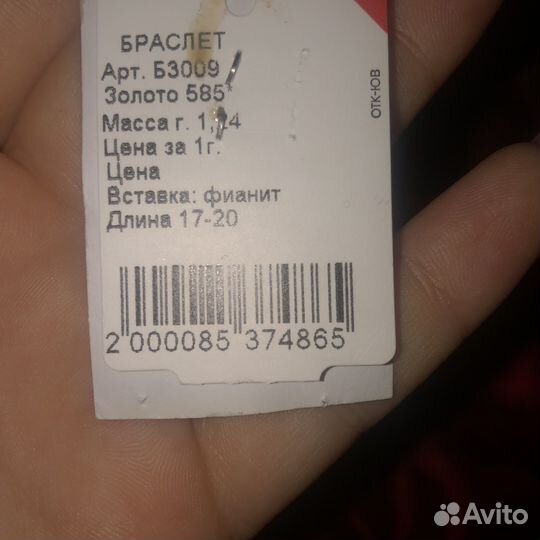 БРАСЛЕТ
Арт. Б3009
Золото 585*
Масса г.
Цена за 1г.
Цена
Вставка: фианит
Длина 17-20
2 000085 374865
ОТК-ЮВ
Avito